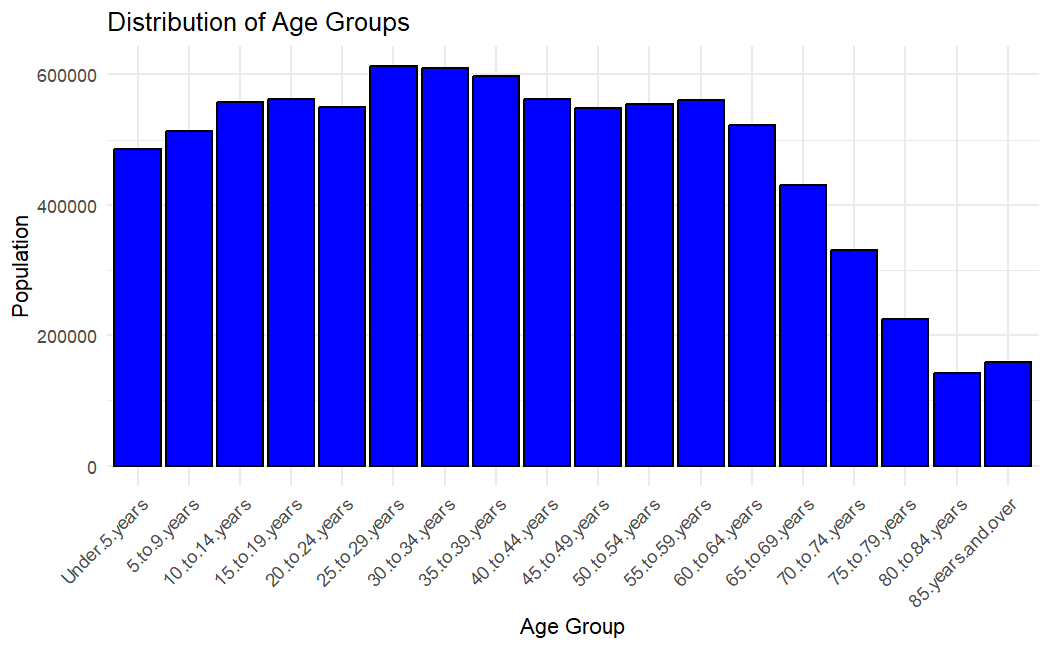 Distribution of Age Groups
600000
400000
200000
0
Population
Under.5.years
5.to.9.years
10.to.14.years
15.to.19.years
20.to.24.years
25.to.29.years
30.to.34.years
35.to.39.years
40.to.44.years
45.to.49.years
50.to.54.years
55.to.59.years
60.to.64.years
65.to.69.years
70.to.74.years
75.to.79.years
80.to.84.years
85.years.and.over
Age Group